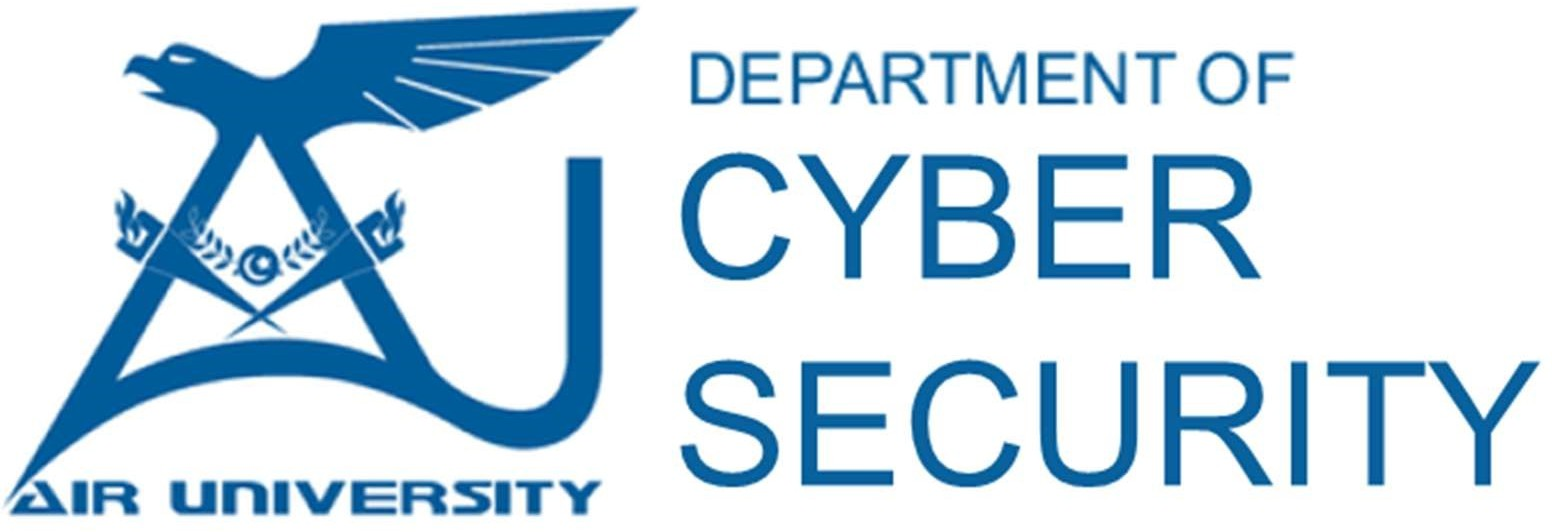 AIR UNIVERSITY
DEPARTMENT OF
CYBER
SECURITY